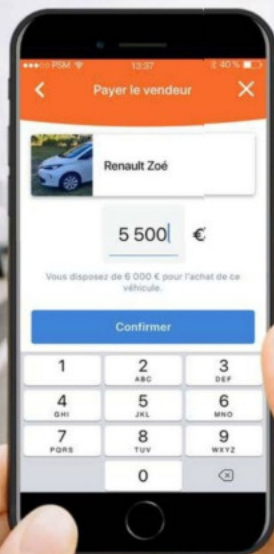 PSM 13:37 40 %
Payer le vendeur
Renault Zoé
5 500 €
Vous disposez de 6 000 € pour l'achat de ce
véhicule.
Confirmer
1 2 3
ABC DEF
4 5 6
GHI JKL MNO
7 8 9
PQRS TUV WXYZ
0